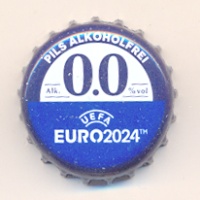 PILS ALKOHOLFREI
0.0
Alk. % vol
UEFA
EURO2024™